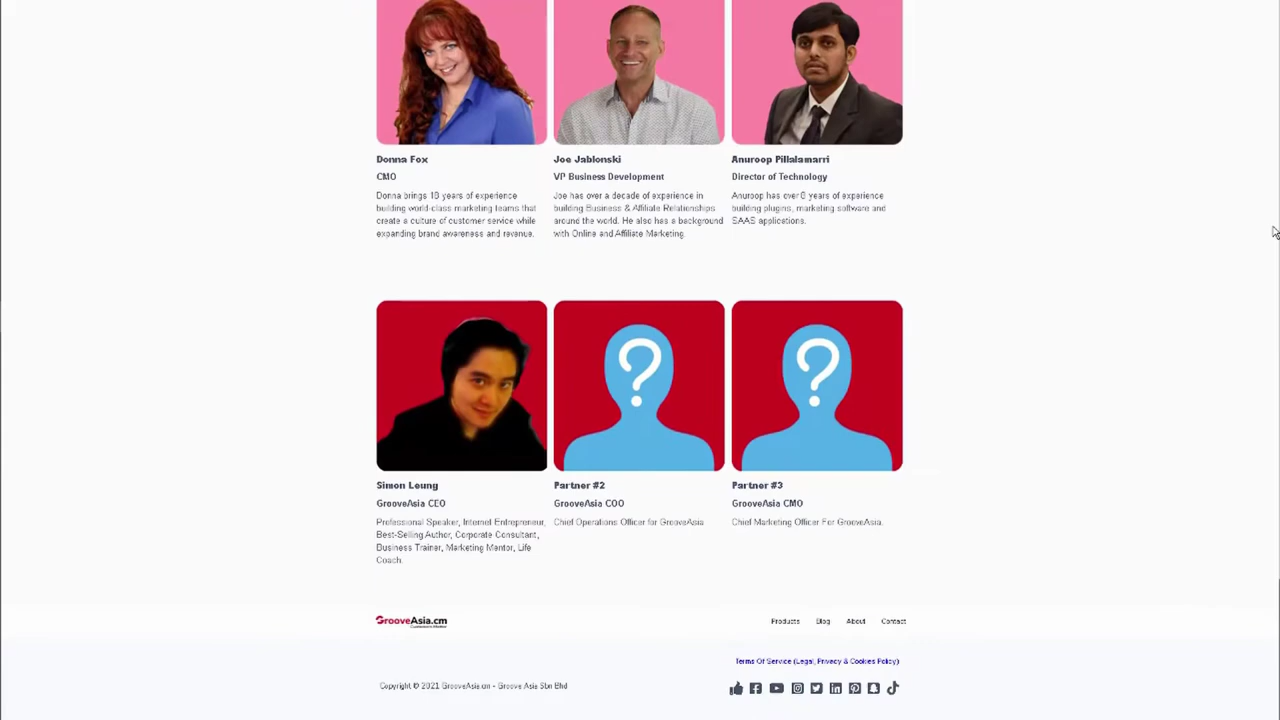 Donna Fox
CMO
Donna brings 18 years of experience
building world-class marketing teams that
create a culture of customer service while
expanding brand awareness and revenue.
Joe Jablonski
VP Business Development
Joe has over a decade of experience in
building Business & Affiliate Relationships
around the world. He also has a background
with Online and Affiliate Marketing.
Anuroop Pillalamarri
Director of Technology
Anuroop has over 8 years of experience
building plugins, marketing software and
SAAS applications.
Simon Leung
GrooveAsia CEO
Professional Speaker, Internet Entrepreneur,
Best-Selling Author, Corporate Consultant,
Business Trainer, Marketing Mentor, Life
Coach.
?
Partner #2
GrooveAsia COO
Chief Operations Officer for GrooveAsia
?
Partner #3
GrooveAsia CMO
Chief Marketing Officer For GrooveAsia.
GrooveAsia.cm
Products Blog About Contact
Terms Of Service (Legal, Privacy & Cookies Policy)
Copyright © 2021 GrooveAsia.cm - Groove Asia Sbn Bhd